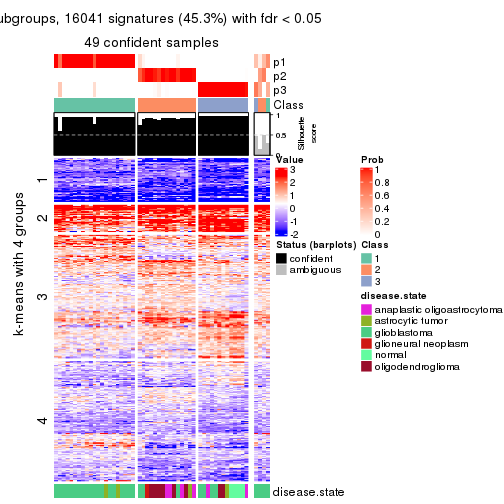 ubgroups, 16041 signatures (45.3%) with fdr < 0.05
49 confident samples
p1
p2
p3
Class
1
0.5
0
Silhouette
score
k-means with 4 groups
1
2
3
4
Value
3
2
1
0
-1
-2
Status (barplots)
confident
ambiguous
Prob
1
0.8
0.6
0.4
0.2
0
Class
1
2
3
disease.state
anaplastic oligoastrocytoma
astrocytic tumor
glioblastoma
glioneural neoplasm
normal
oligodendroglioma
disease.state